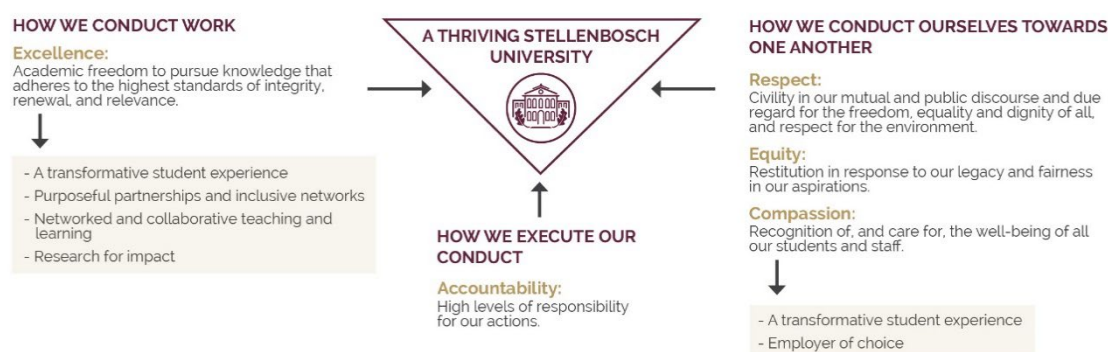 HOW WE CONDUCT WORK
Excellence:
Academic freedom to pursue knowledge that
adheres to the highest standards of integrity,
renewal, and relevance.
- A transformative student experience
- Purposeful partnerships and inclusive networks
- Networked and collaborative teaching and
learning
- Research for impact
A THRIVING STELLENBOSCH
UNIVERSITY
HOW WE EXECUTE OUR
CONDUCT
Accountability:
High levels of responsibility
for our actions.
HOW WE CONDUCT OURSELVES TOWARDS
ONE ANOTHER
Respect:
Civility in our mutual and public discourse and due
regard for the freedom, equality and dignity of all,
and respect for the environment.
Equity:
Restitution in response to our legacy and fairness
in our aspirations.
Compassion:
Recognition of, and care for, the well-being of all
our students and staff.
- A transformative student experience
- Employer of choice